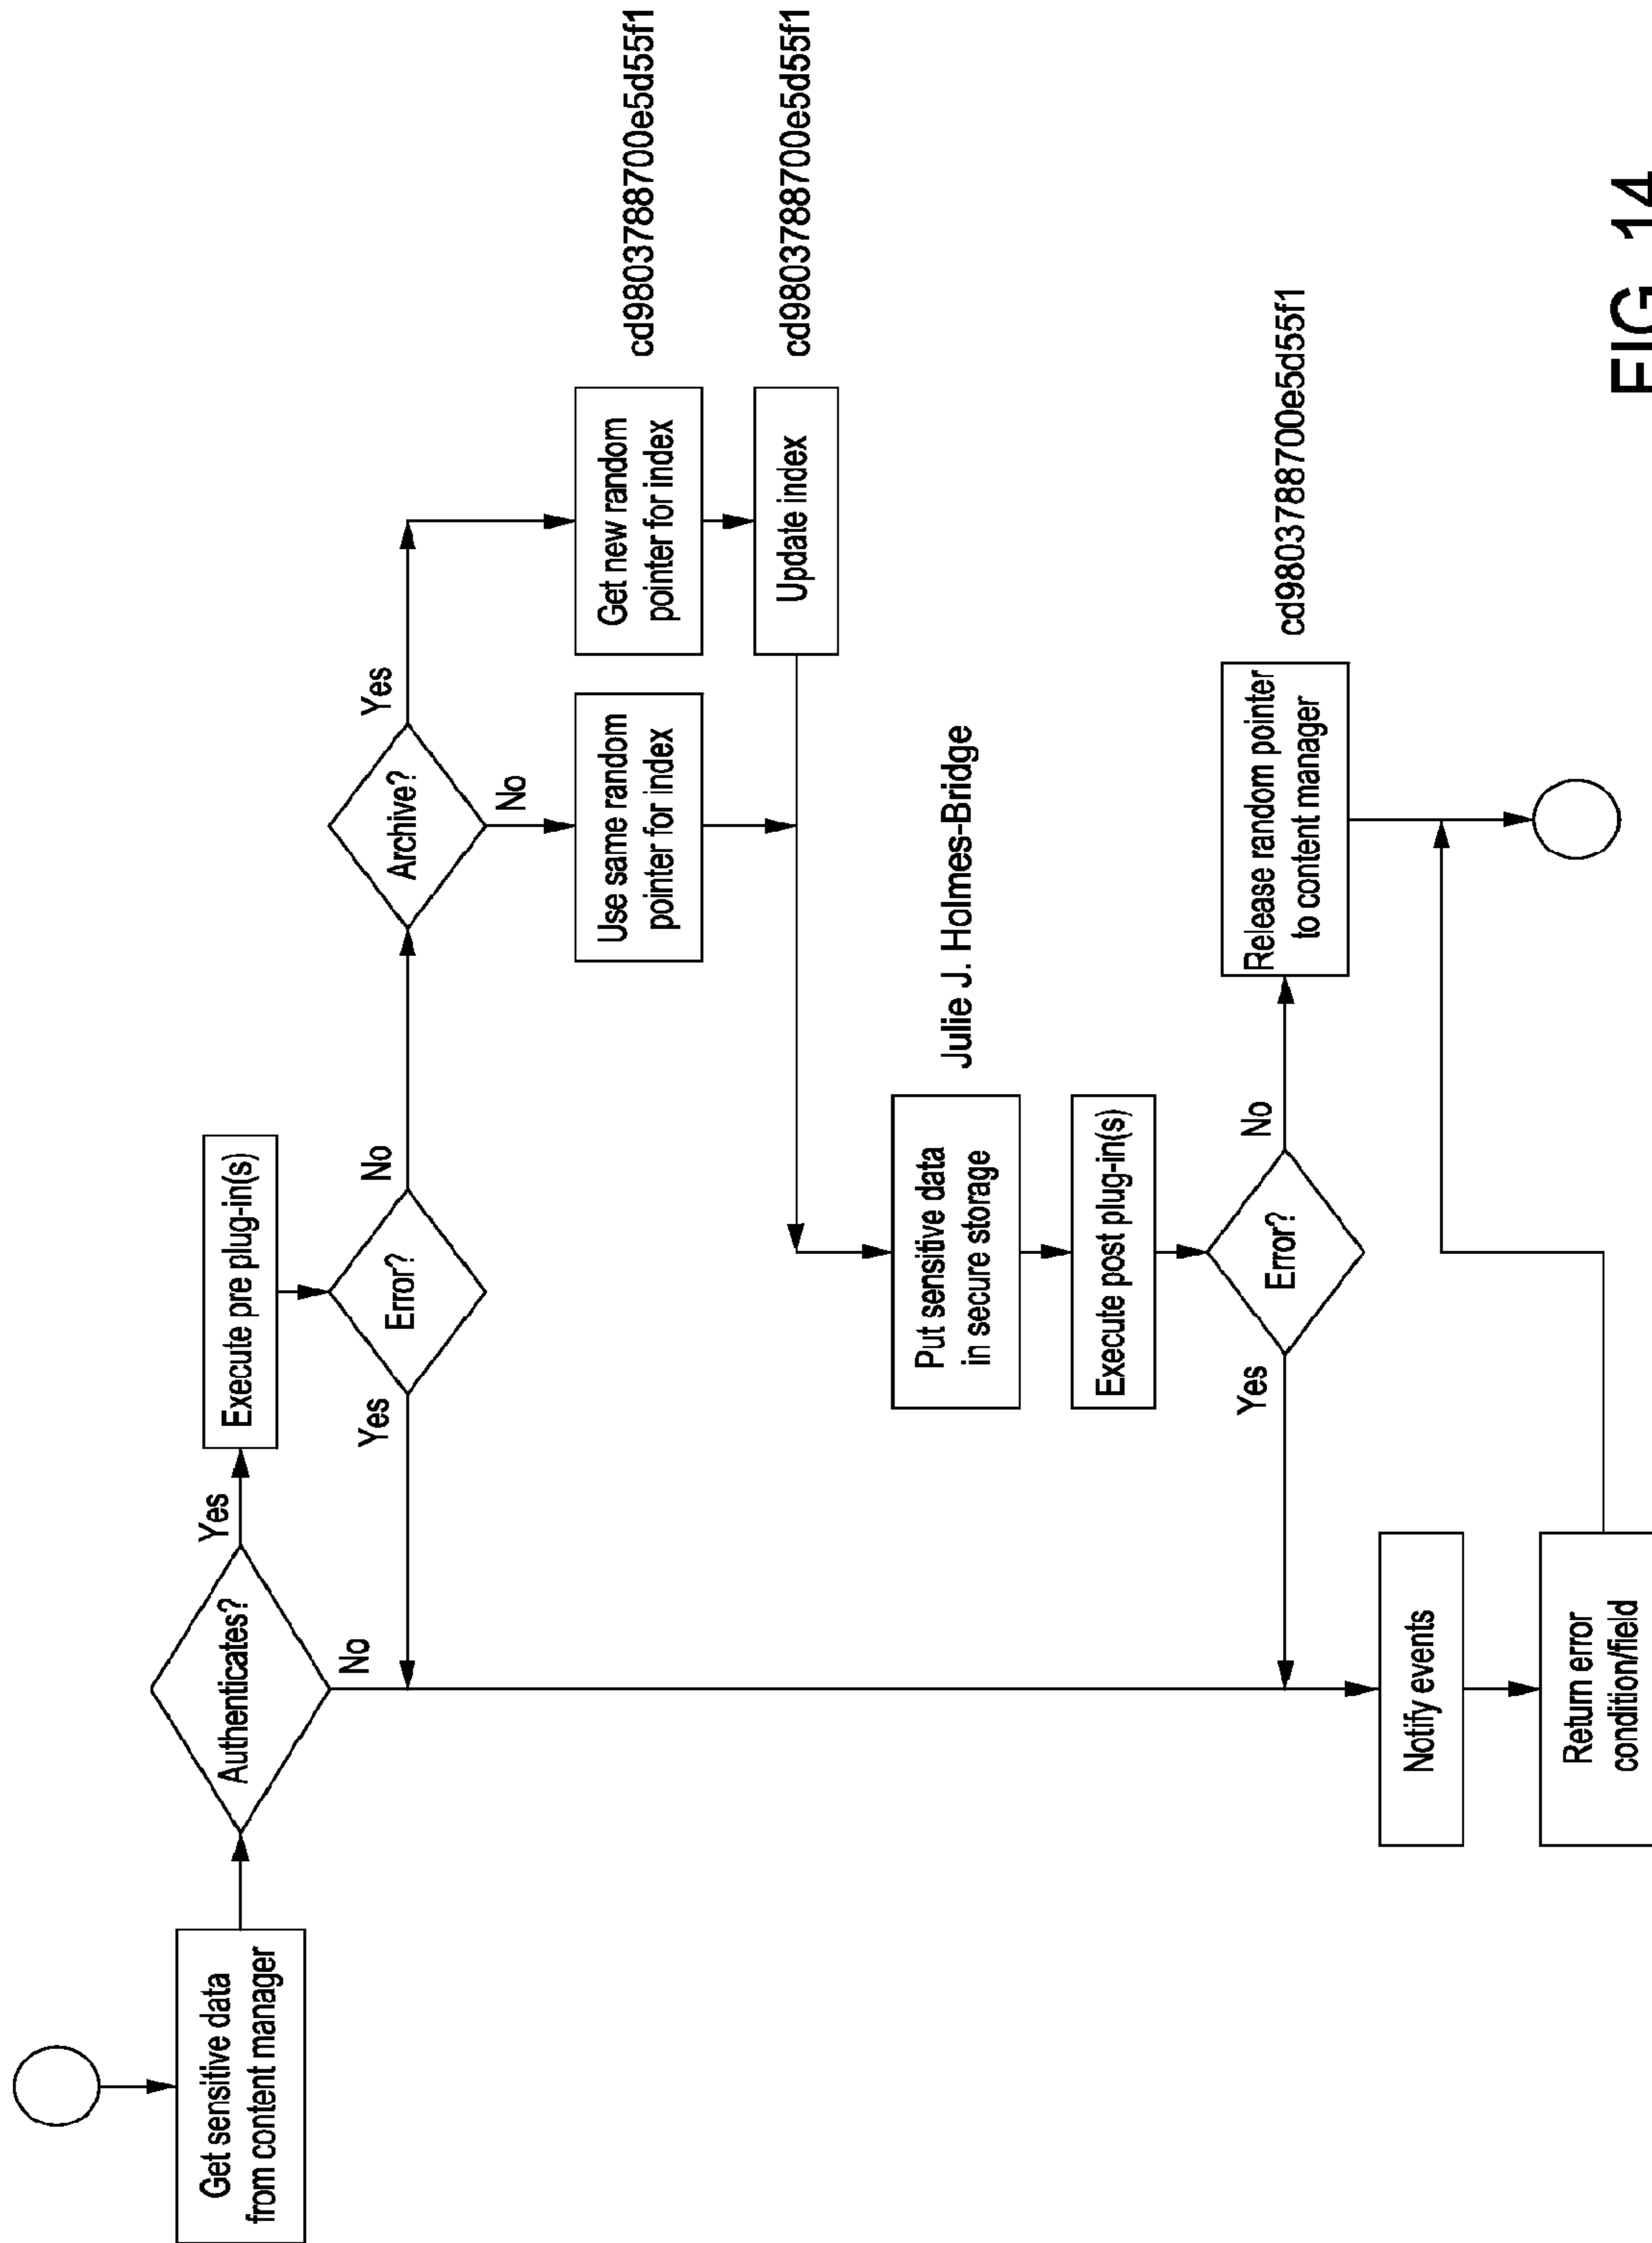 Get sensitive data
from content manager
Authenticates?
Yes
No
Execute pre plug-in(s)
Error?
Yes
No
Archive?
Yes
No
Use same random
pointer for index
Get new random
pointer for index
cd9803788700e5d55f1
Update index
cd9803788700e5d55f1
Put sensitive data
in secure storage
Julie J. Holmes-Bridge
Execute post plug-in(s)
Error?
Yes
No
Release random pointer
to content manager
cd9803788700e5d55f1
Notify events
Return error
condition/field
FIG. 14